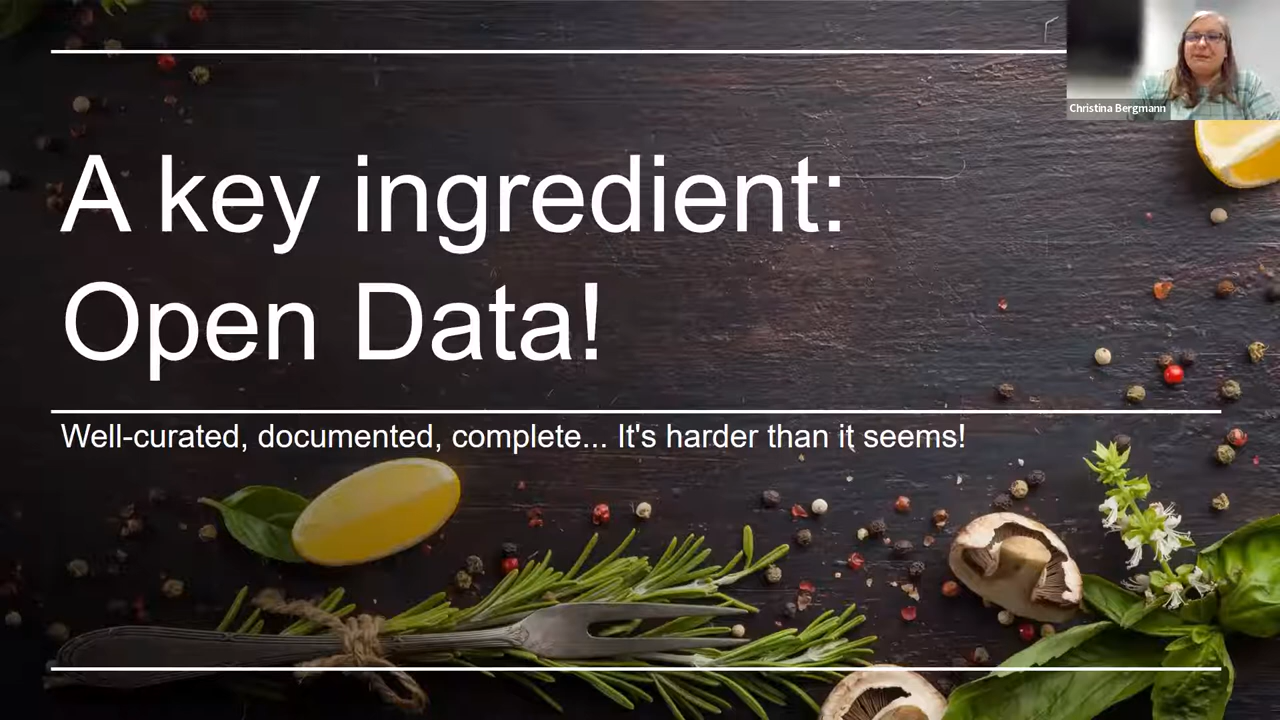 Christina Bergmann
A key ingredient:
Open Data!
Well-curated, documented, complete... It's harder than it seems!